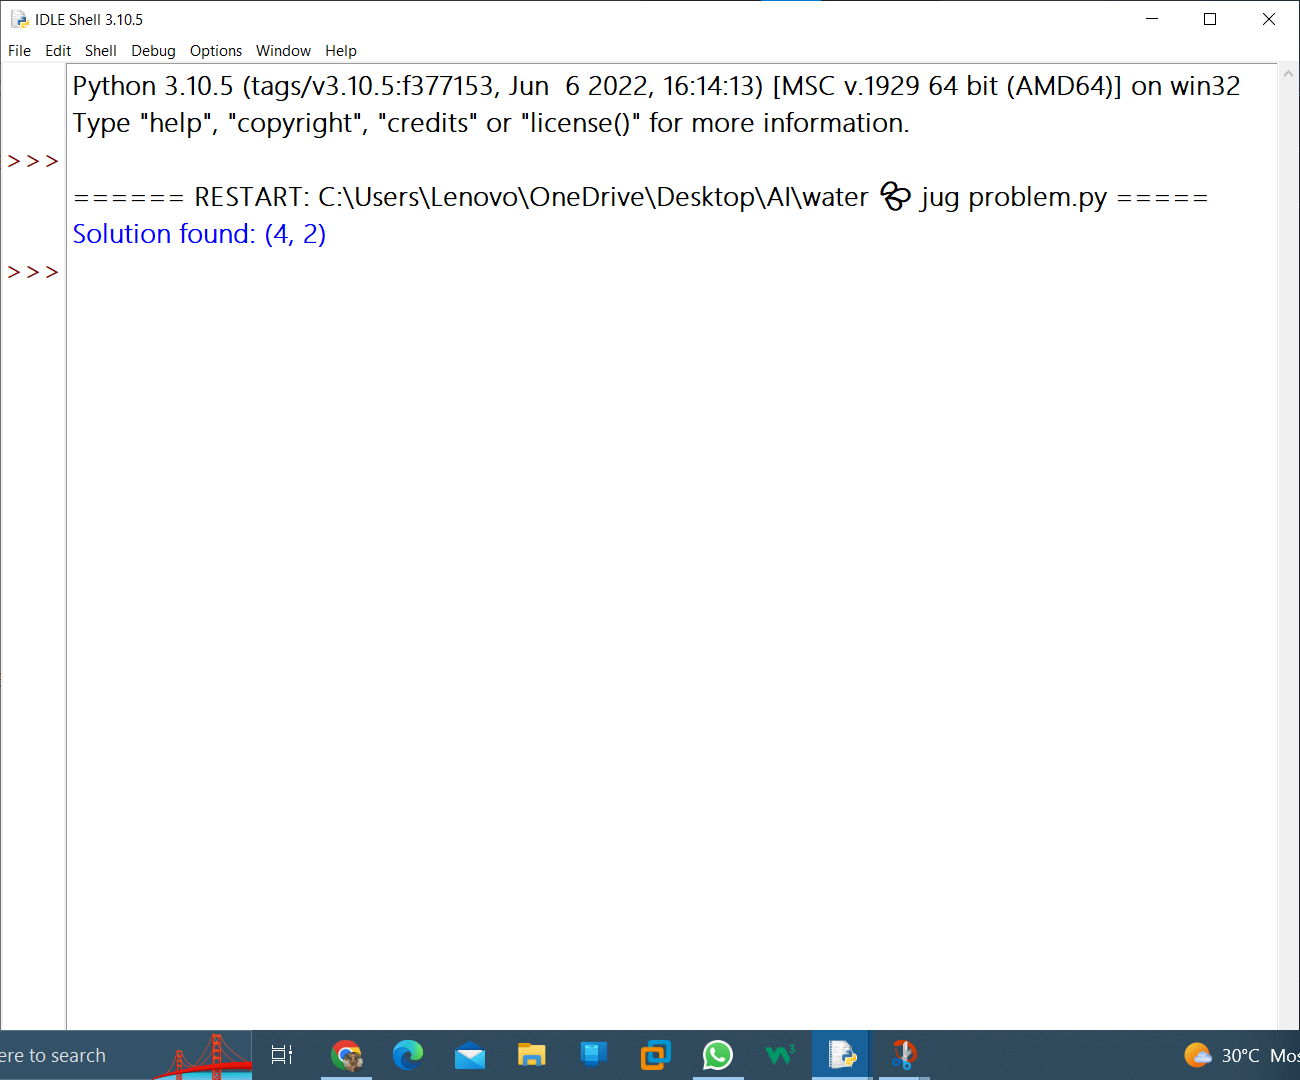 IDLE Shell 3.10.5
File Edit Shell Debug Options Window Help
Python 3.10.5 (tags/v3.10.5:f377153, Jun  6 2022, 16:14:13) [MSC v.1929 64 bit (AMD64)] on win32
Type "help", "copyright", "credits" or "license()" for more information.
>>>
====== RESTART: C:\Users\Lenovo\OneDrive\Desktop\AI\water 🪢 jug problem.py =====
Solution found: (4, 2)
>>>
ere to search
30°C Mos